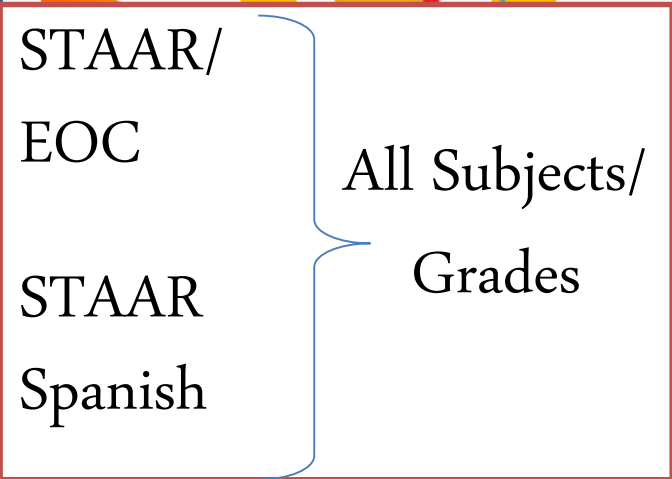 STAAR/
EOC
STAAR
Spanish
All Subjects/
Grades